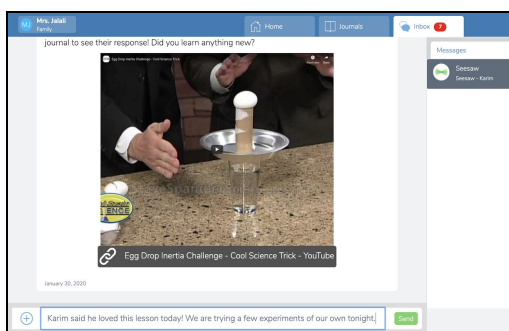 MJ
Mrs. Jalali
Family
Home
Journals
Inbox 7
Messages
Seesaw
Seesaw - Karim
journal to see their response! Did you learn anything new?
Egg Drop Inertia Challenge - Cool Science Trick
SCIENCE
Egg Drop Inertia Challenge - Cool Science Trick - YouTube
January 30, 2020
Karim said he loved this lesson today! We are trying a few experiments of our own tonight.
Send